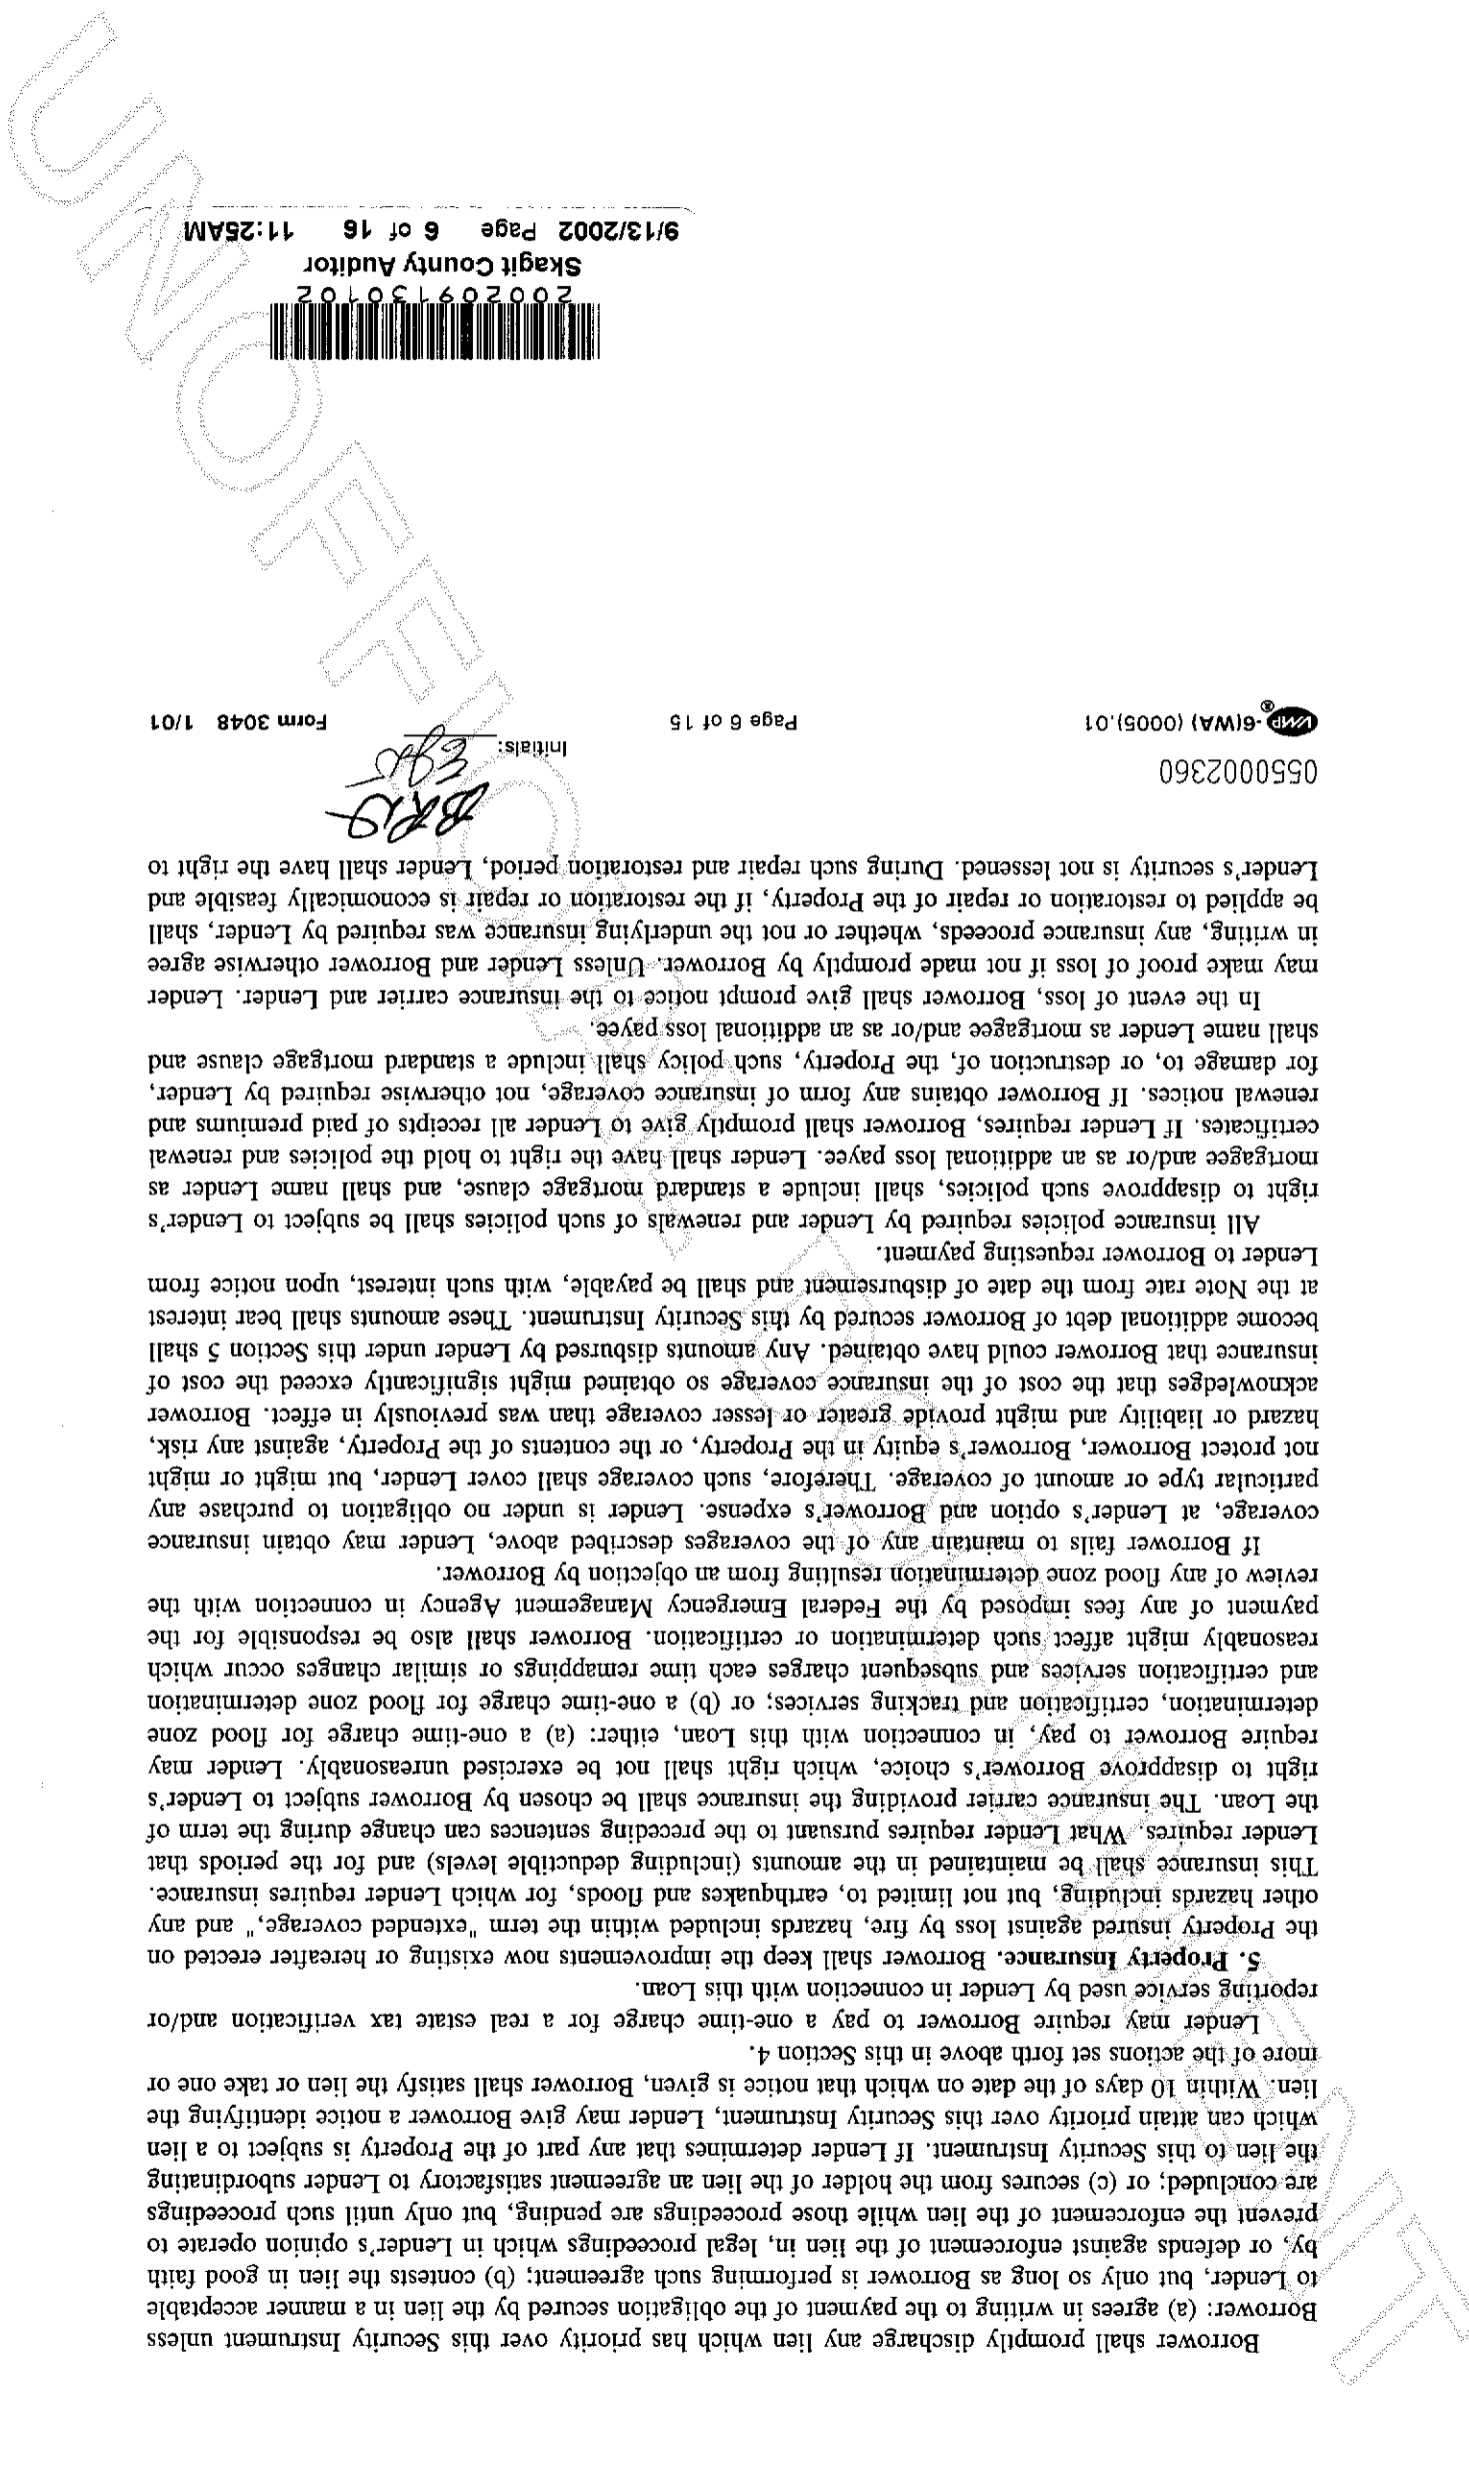 Borrower shall promptly discharge any lien which has priority over this Security Instrument unless
Borrower: (a) agrees in writing to the payment of the obligation secured by the lien in a manner acceptable
to Lender, but only so long as Borrower is performing such agreement; (b) contests the lien in good faith
by, or defends against enforcement of the lien in, legal proceedings which in Lender's opinion operate to
prevent the enforcement of the lien while those proceedings are pending, but only until such proceedings
are concluded; or (c) secures from the holder of the lien an agreement satisfactory to Lender subordinating
the lien to this Security Instrument. If Lender determines that any part of the Property is subject to a lien
which can attain priority over this Security Instrument, Lender may give Borrower a notice identifying the
lien. Within 10 days of the date on which that notice is given, Borrower shall satisfy the lien or take one or
more of the actions set forth above in this Section 4.
Lender may require Borrower to pay a one-time charge for a real estate tax verification and/or
reporting service used by Lender in connection with this Loan.
5. Property Insurance. Borrower shall keep the improvements now existing or hereafter erected on
the Property insured against loss by fire, hazards included within the term "extended coverage," and any
other hazards including, but not limited to, earthquakes and floods, for which Lender requires insurance.
This insurance shall be maintained in the amounts (including deductible levels) and for the periods that
Lender requires. What Lender requires pursuant to the preceding sentences can change during the term of
the Loan. The insurance carrier providing the insurance shall be chosen by Borrower subject to Lender's
right to disapprove Borrower's choice, which right shall not be exercised unreasonably. Lender may
require Borrower to pay, in connection with this Loan, either: (a) a one-time charge for flood zone
determination, certification and tracking services; or (b) a one-time charge for flood zone determination
and certification services and subsequent charges each time remappings or similar changes occur which
reasonably might affect such determination or certification. Borrower shall also be responsible for the
payment of any fees imposed by the Federal Emergency Management Agency in connection with the
review of any flood zone determination resulting from an objection by Borrower.
If Borrower fails to maintain any of the coverages described above, Lender may obtain insurance
coverage, at Lender's option and Borrower's expense. Lender is under no obligation to purchase any
particular type or amount of coverage. Therefore, such coverage shall cover Lender, but might or might
not protect Borrower, Borrower's equity in the Property, or the contents of the Property, against any risk,
hazard or liability and might provide greater or lesser coverage than was previously in effect. Borrower
acknowledges that the cost of the insurance coverage so obtained might significantly exceed the cost of
insurance that Borrower could have obtained. Any amounts disbursed by Lender under this Section 5 shall
become additional debt of Borrower secured by this Security Instrument. These amounts shall bear interest
at the Note rate from the date of disbursement and shall be payable, with such interest, upon notice from
Lender to Borrower requesting payment.
All insurance policies required by Lender and renewals of such policies shall be subject to Lender's
right to disapprove such policies, shall include a standard mortgage clause, and shall name Lender as
mortgagee and/or as an additional loss payee. Lender shall have the right to hold the policies and renewal
certificates. If Lender requires, Borrower shall promptly give to Lender all receipts of paid premiums and
renewal notices. If Borrower obtains any form of insurance coverage, not otherwise required by Lender,
for damage to, or destruction of, the Property, such policy shall include a standard mortgage clause and
shall name Lender as mortgagee and/or as an additional loss payee.
In the event of loss, Borrower shall give prompt notice to the insurance carrier and Lender. Lender
may make proof of loss if not made promptly by Borrower. Unless Lender and Borrower otherwise agree
in writing, any insurance proceeds, whether or not the underlying insurance was required by Lender, shall
be applied to restoration or repair of the Property, if the restoration or repair is economically feasible and
Lender's security is not lessened. During such repair and restoration period, Lender shall have the right to
0550002360
Initials:
VMP®-6(WA) (0005).01 Page 6 of 15 Form 3048 1/01
200209130102
Skagit County Auditor
9/13/2002 Page 6 of 16 11:25AM
UNOFFICIAL DOCUMENT